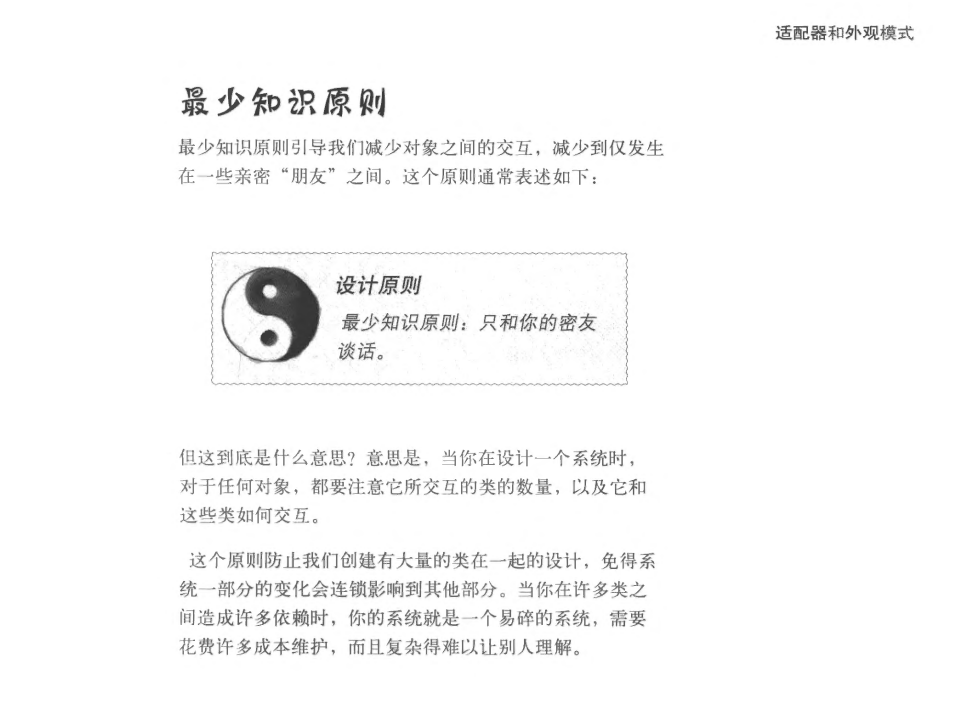 适配器和外观模式
最少知识原则
最少知识原则引导我们减少对象之间的交互，减少到仅发生
在一些亲密“朋友”之间。这个原则通常表述如下：
设计原则
最少知识原则：只和你的密友
谈话。
但这到底是什么意思？意思是，当你在设计一个系统时，
对于任何对象，都要注意它所交互的类的数量，以及它和
这些类如何交互。
这个原则防止我们创建有大量的类在一起的设计，免得系
统一部分的变化会连锁影响到其他部分。当你在许多类之
间造成许多依赖时，你的系统就是一个易碎的系统，需要
花费许多成本维护，而且复杂得难以让别人理解。